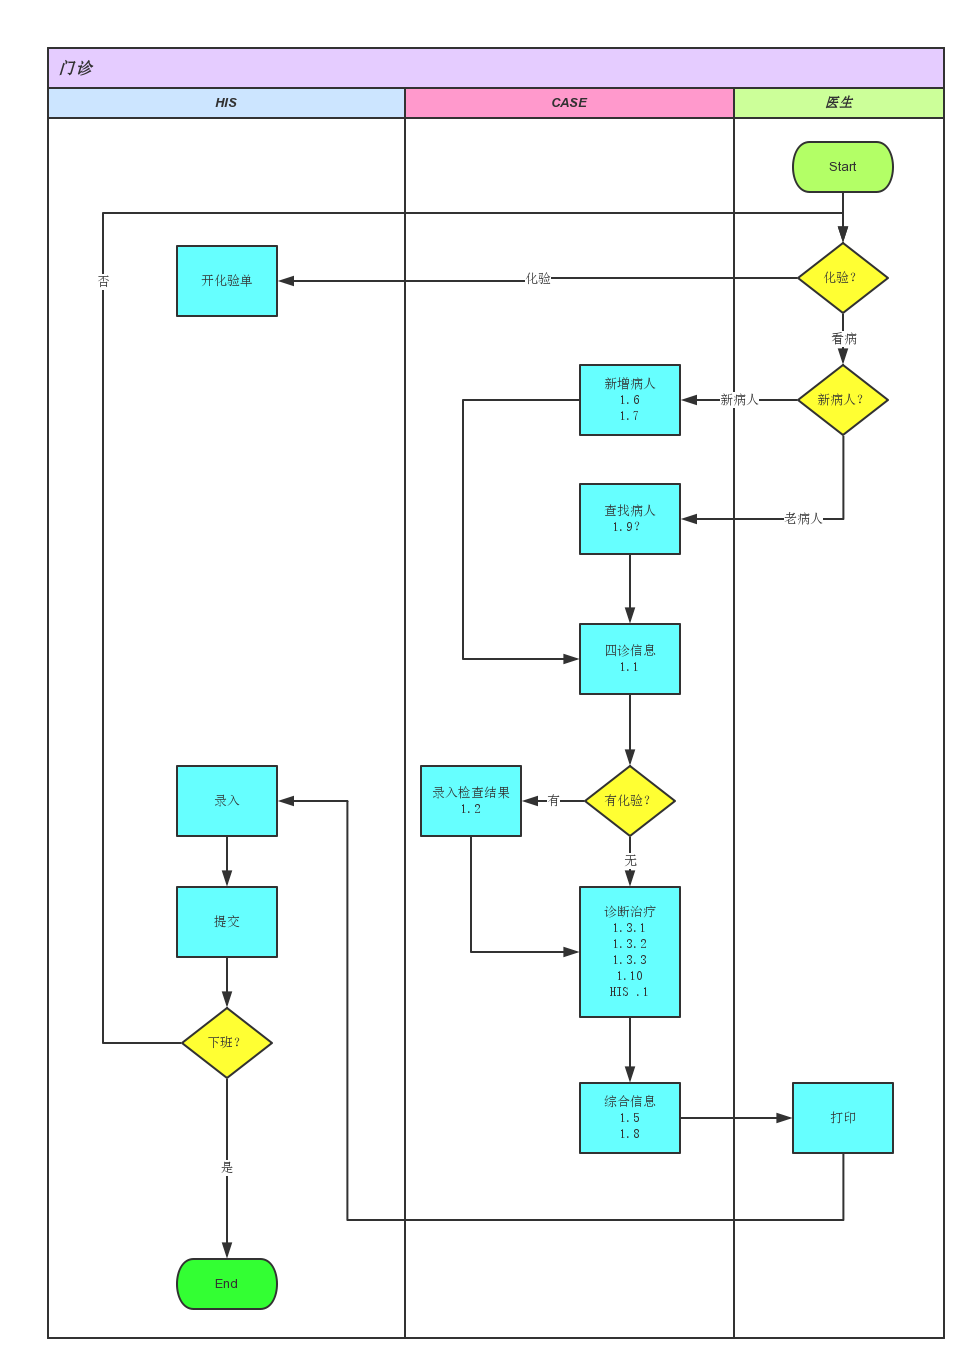 门诊
HIS
CASE
医生
Start
否
开化验单
化验
化验?
看病
新增病人
1.6
1.7
新病人
新病人?
查找病人
1.9?
老病人
四诊信息
1.1
录入
录入检查结果
1.2
有
有化验?
无
提交
诊断治疗
1.3.1
1.3.2
1.3.3
1.10
HIS .1
下班?
综合信息
1.5
1.8
打印
是
End